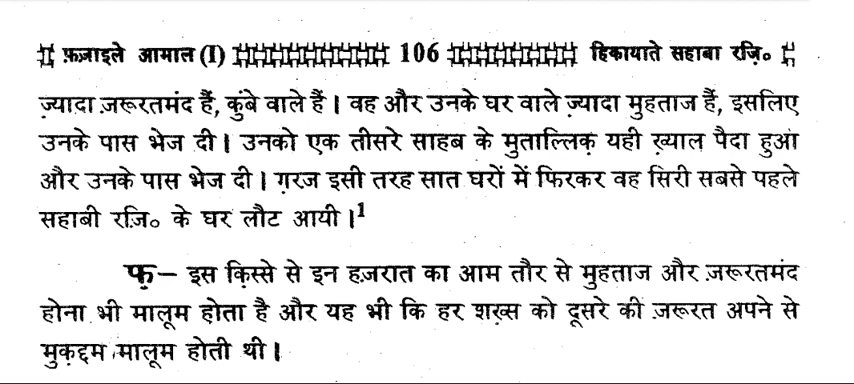 फ़ज़ाइले आमाल (I) 106 हिकायाते सहाबा रज़ि०
ज़्यादा ज़रूरतमंद हैं, कुंबे वाले हैं । वह और उनके घर वाले ज़्यादा मुहताज हैं, इसलिए
उनके पास भेज दी । उनको एक तीसरे साहब के मुताल्लिक़ यही ख़्याल पैदा हुआ
और उनके पास भेज दी । ग़रज इसी तरह सात घरों में फिरकर वह सिरी सबसे पहले
सहाबी रज़ि० के घर लौट आयी ।1
फ़— इस क़िस्से से इन हज़रात का आम तौर से मुहताज और ज़रूरतमंद
होना भी मालूम होता है और यह भी कि हर शख़्स को दूसरे की ज़रूरत अपने से
मुक़द्दम मालूम होती थी ।